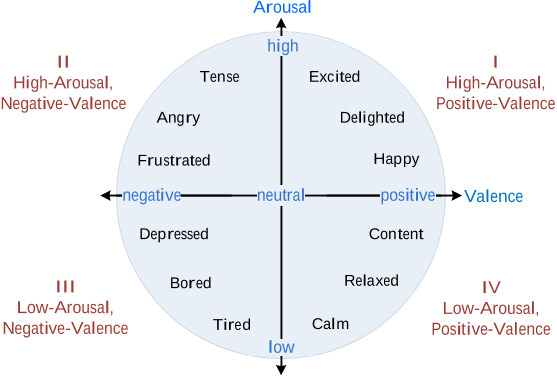 Arousal
high
II
High-Arousal,
Negative-Valence
I
High-Arousal,
Positive-Valence
Tense
Excited
Angry
Delighted
Frustrated
Happy
negative
neutral
positive
Valence
Depressed
Content
Bored
Relaxed
Tired
Calm
III
Low-Arousal,
Negative-Valence
IV
Low-Arousal,
Positive-Valence
low